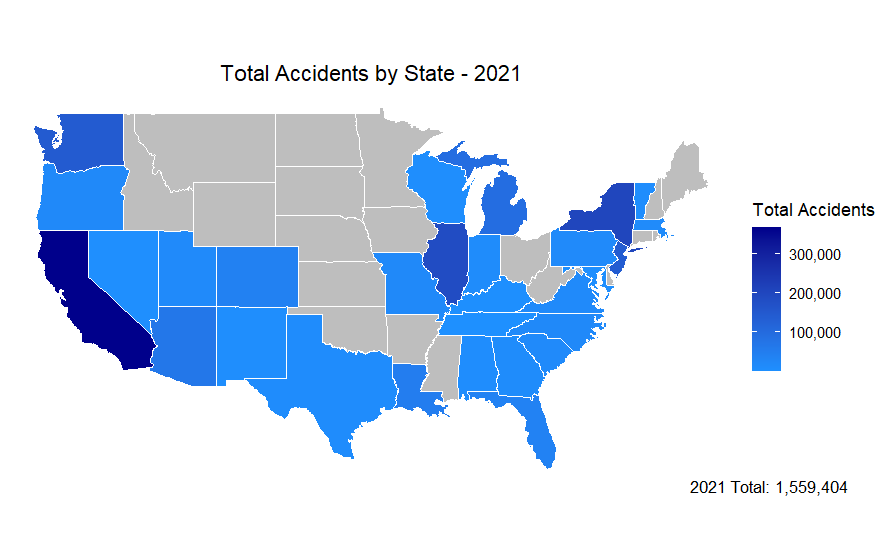 Total Accidents by State - 2021
Total Accidents
300,000
200,000
100,000
2021 Total: 1,559,404